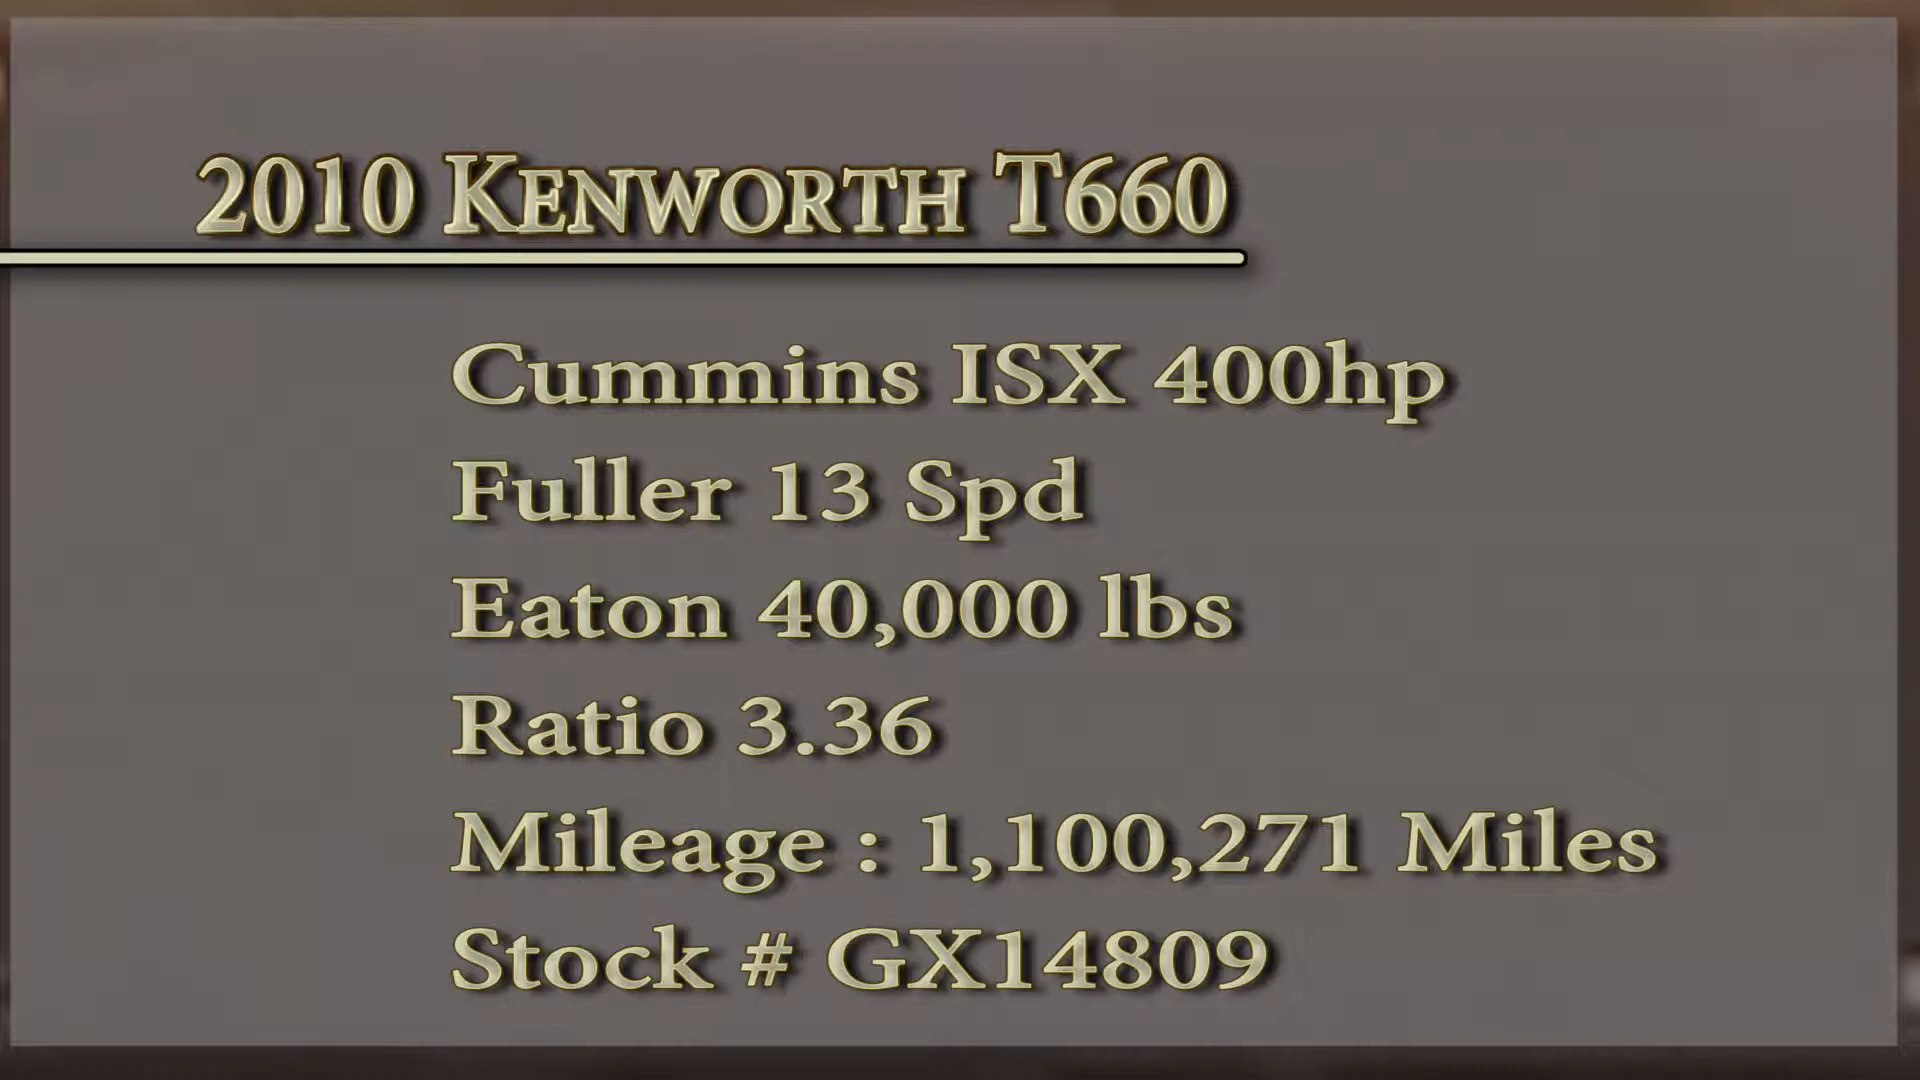 2010 Kenworth T660
Cummins ISX 400hp
Fuller 13 Spd
Eaton 40,000 lbs
Ratio 3.36
Mileage : 1,100,271 Miles
Stock # GX14809